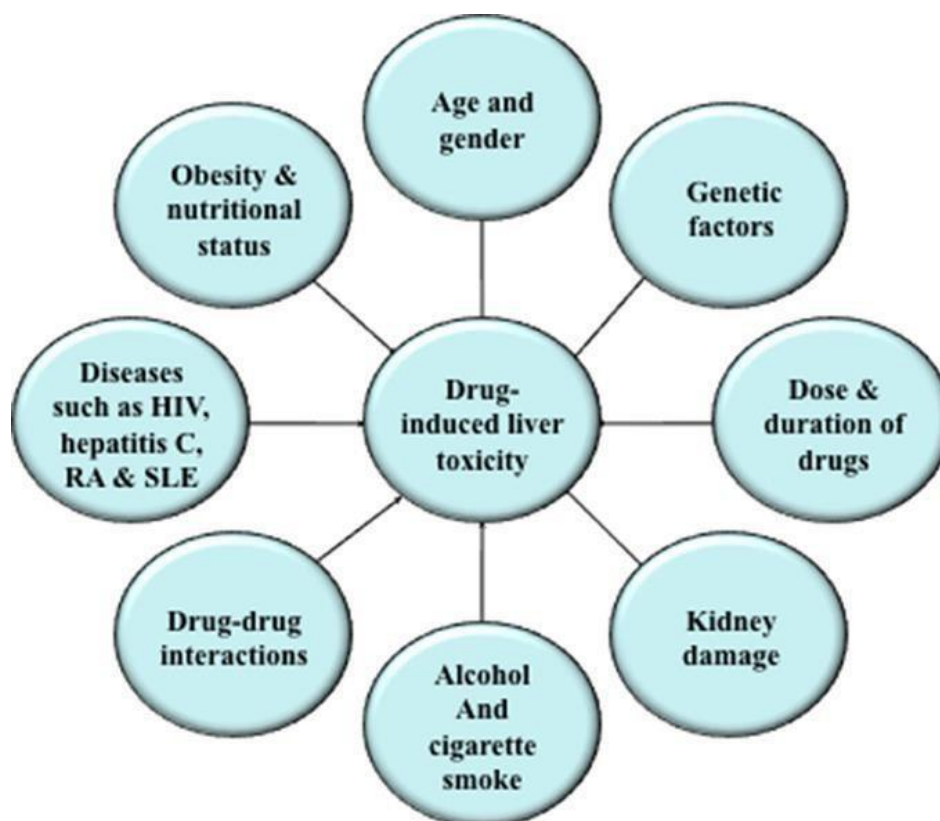 Age and
gender
Genetic
factors
Dose &
duration of
drugs
Kidney
damage
Alcohol
And
cigarette
smoke
Drug-drug
interactions
Diseases
such as HIV,
hepatitis C,
RA & SLE
Obesity &
nutritional
status
Drug-
induced liver
toxicity